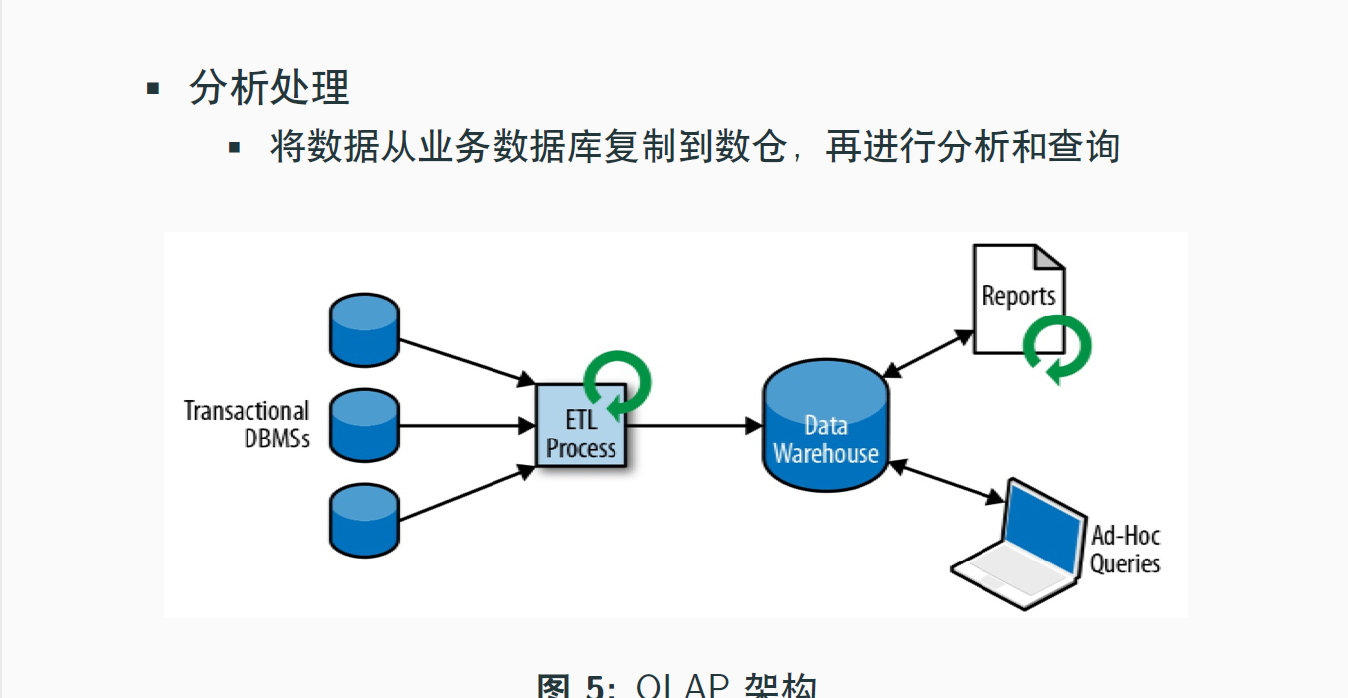 ▪ 分析处理
▪ 将数据从业务数据库复制到数仓，再进行分析和查询
Reports
Transactional
DBMSs
ETL
Process
Data
Warehouse
Ad-Hoc
Queries
图 5: OLAP 架构